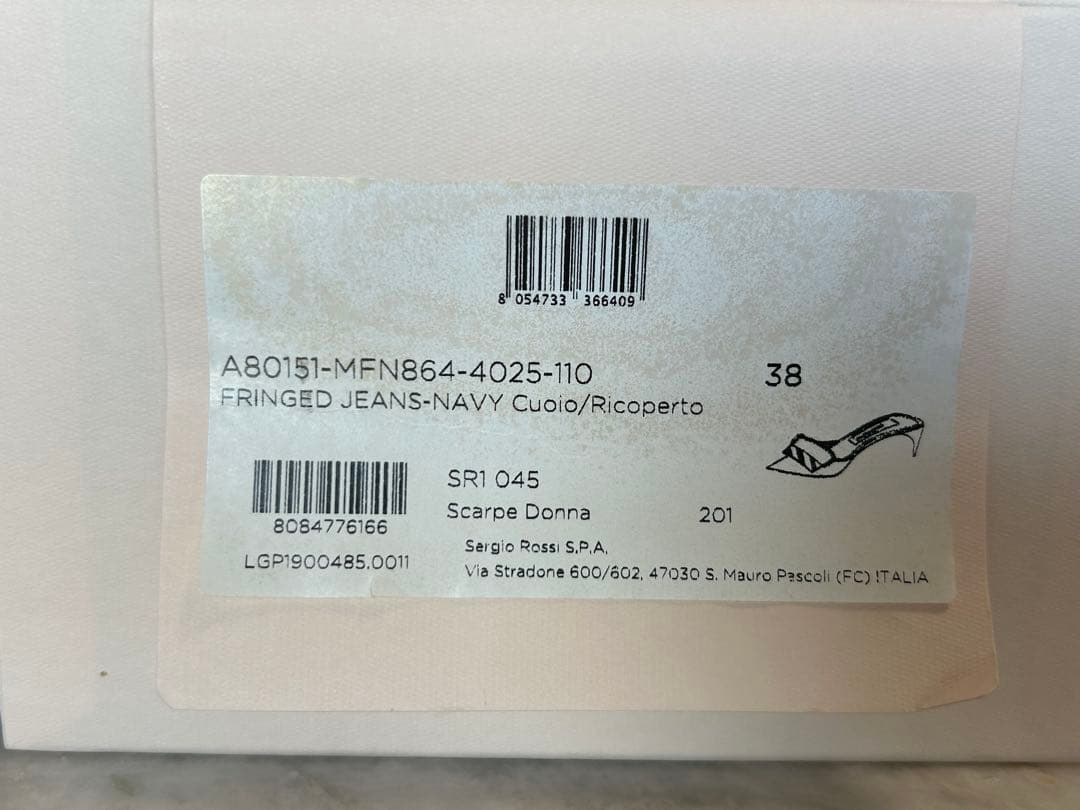 8 054733 366409
A80151-MFN864-4025-110 38
FRINGED JEANS-NAVY Cuoio/Ricoperto
SR1 045
8084776166
Scarpe Donna 201
LGP1900485.0011
Sergio Rossi S.P.A.
Via Stradone 600/602, 47030 S. Mauro Pascoli (FC) ITALIA